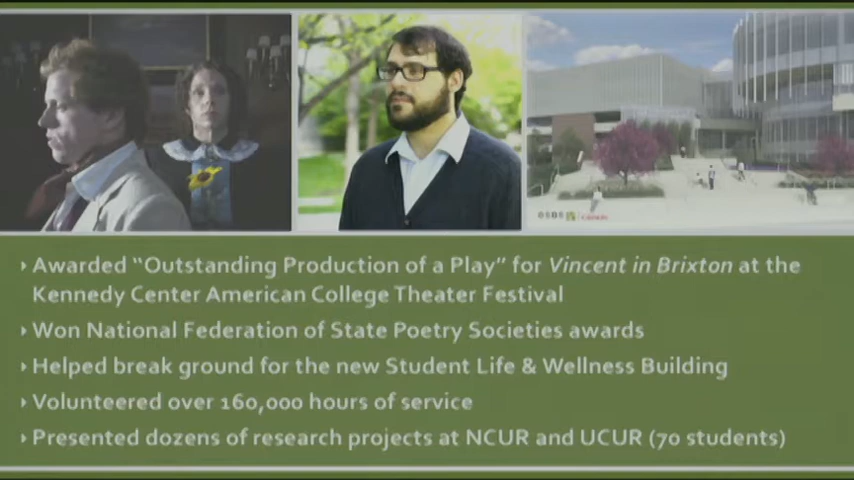 Awarded “Outstanding Production of a Play” for Vincent in Brixton at the
Kennedy Center American College Theater Festival
Won National Federation of State Poetry Societies awards
Helped break ground for the new Student Life & Wellness Building
Volunteered over 160,000 hours of service
Presented dozens of research projects at NCUR and UCUR (70 students)